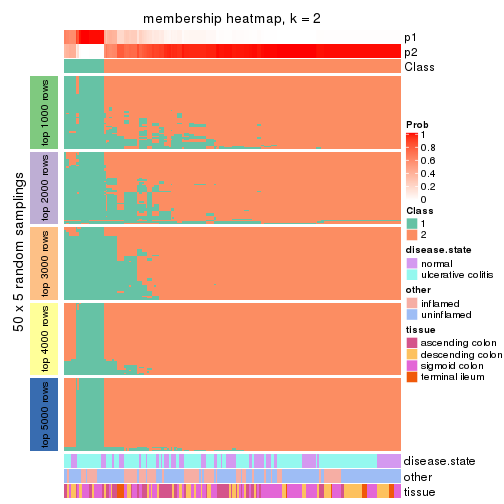 membership heatmap, k = 2
p1
p2
Class
50 x 5 random samplings
top 1000 rows
top 2000 rows
top 3000 rows
top 4000 rows
top 5000 rows
disease.state
other
tissue
Prob
1
0.8
0.6
0.4
0.2
0
Class
1
2
disease.state
normal
ulcerative colitis
other
inflamed
uninflamed
tissue
ascending colon
descending colon
sigmoid colon
terminal ileum